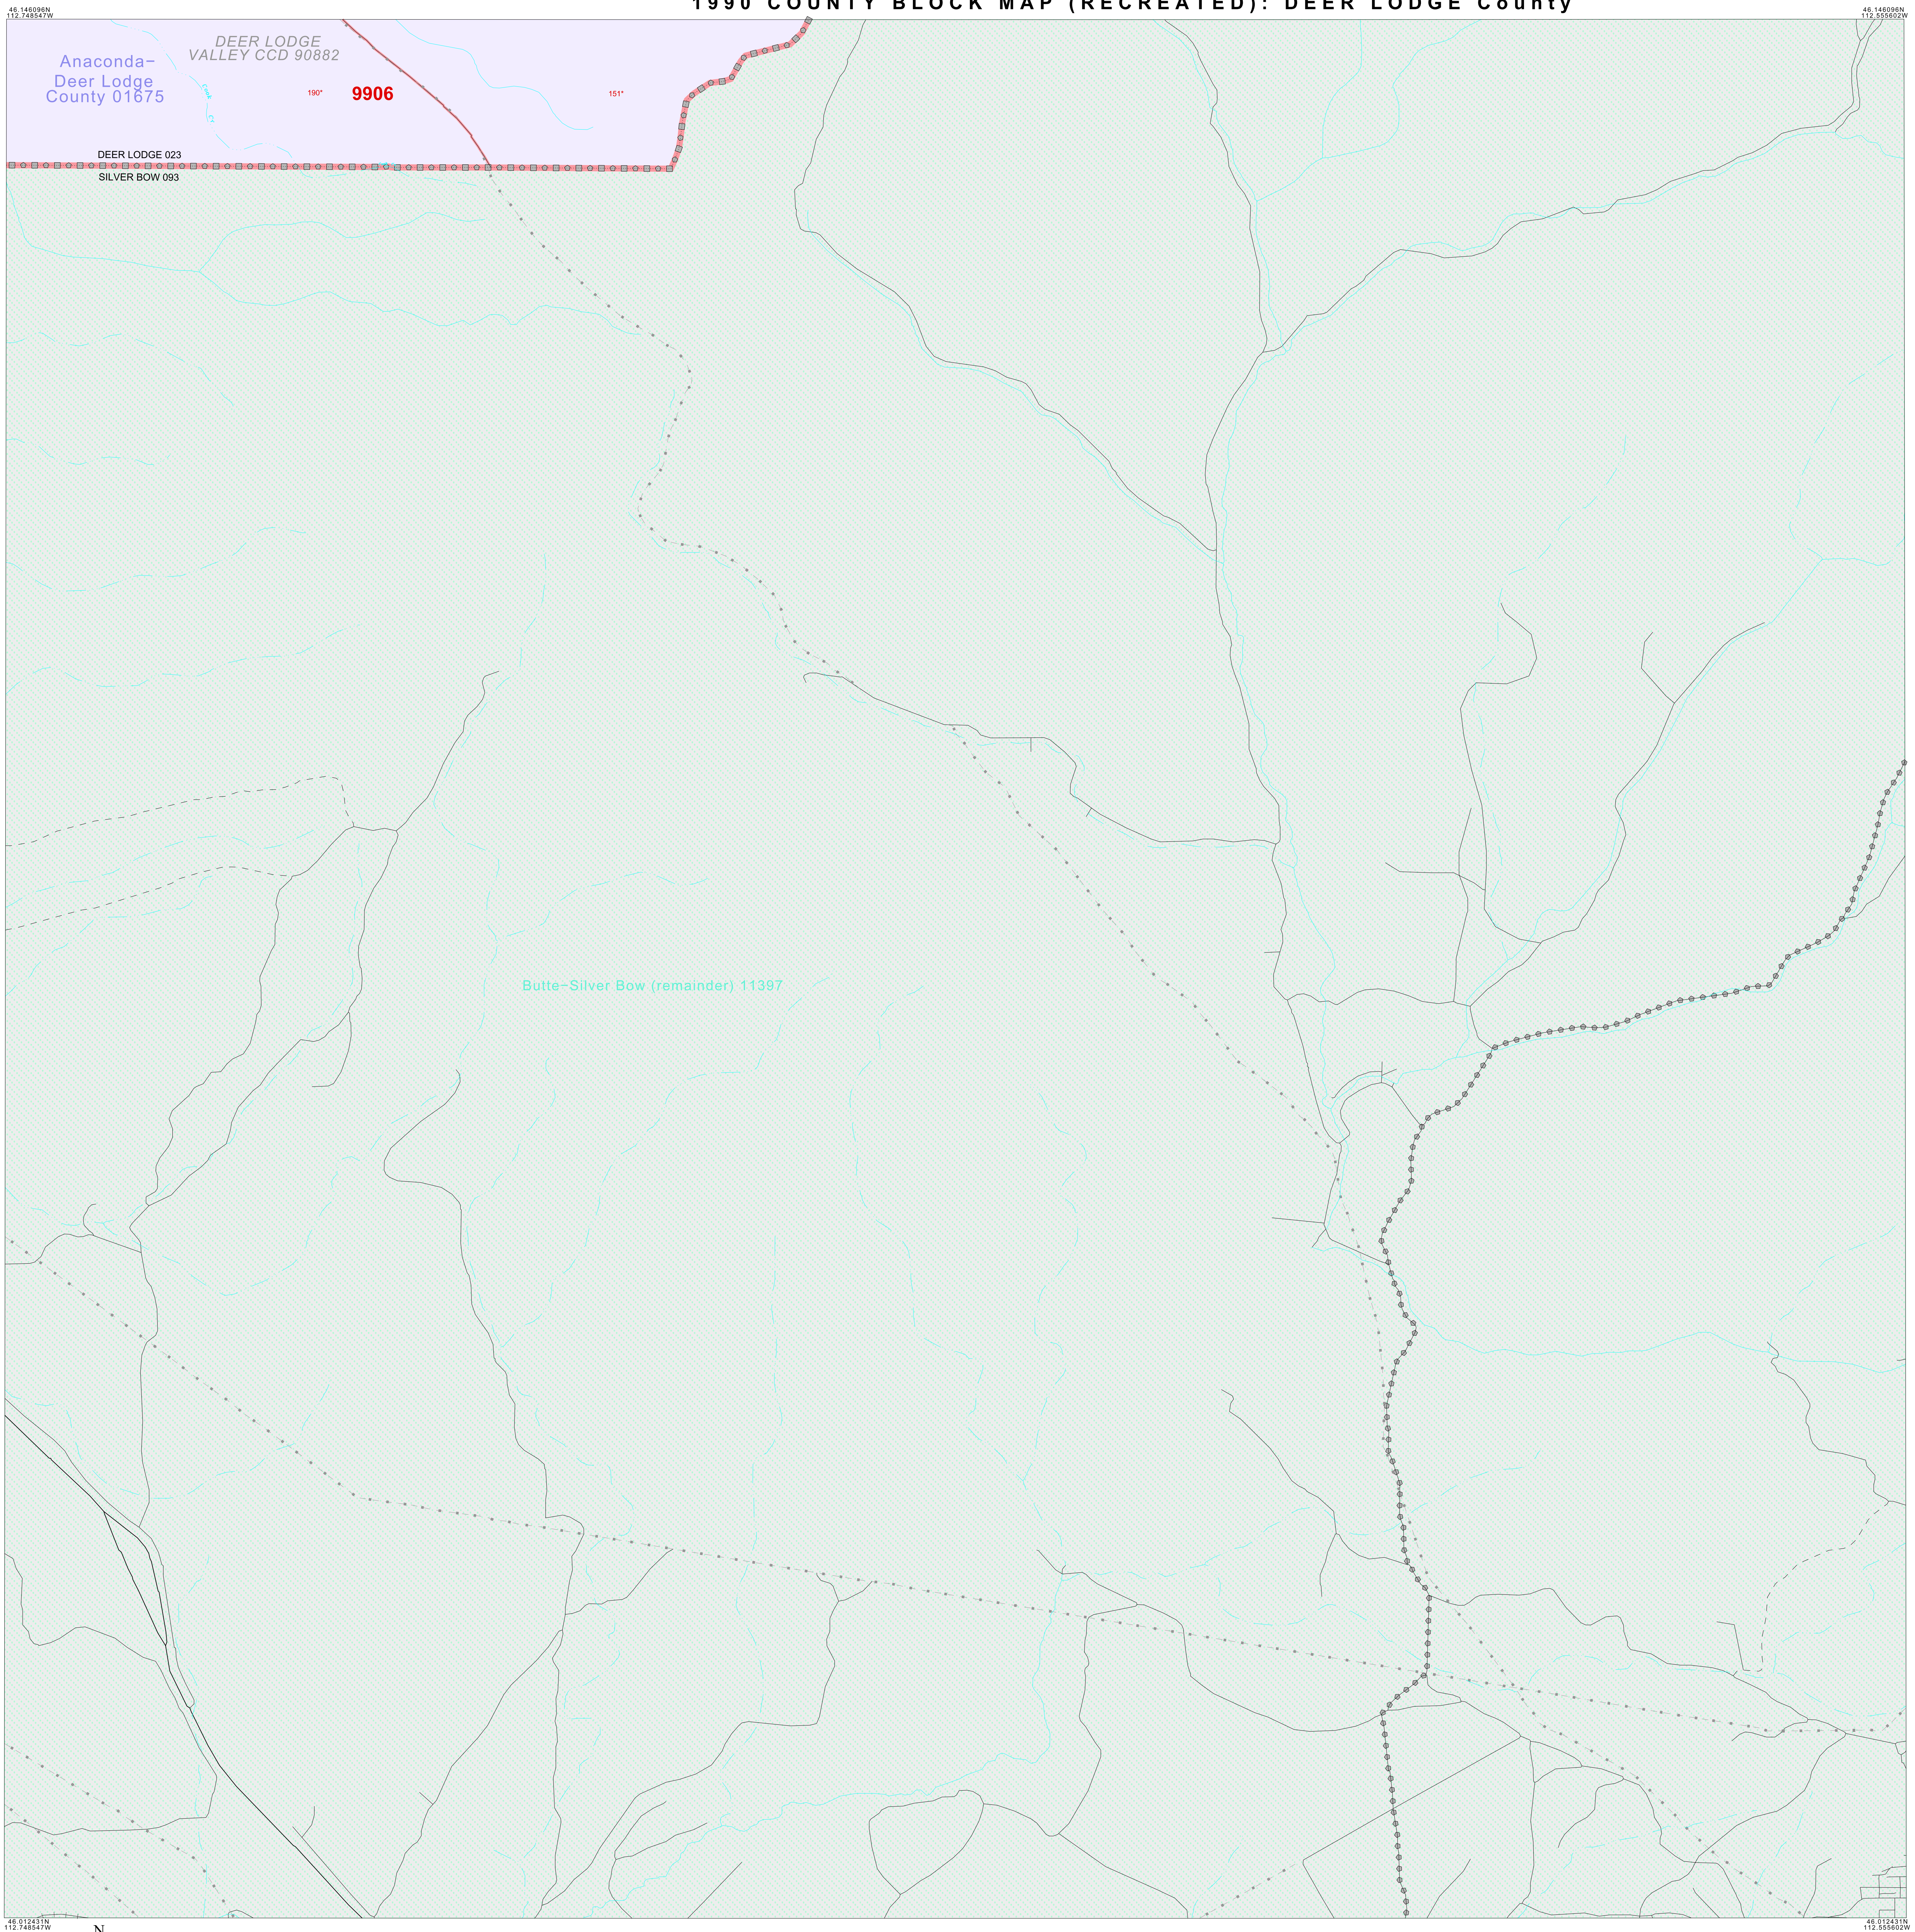 1990 COUNTY BLOCK MAP (RECREATED): DEER LODGE County
46.146096N
112.748547W
46.146096N
112.555602W
DEER LODGE
VALLEY CCD 90882
Anaconda-
Deer Lodge
County 01675
190*
9906
151*
DEER LODGE 023
SILVER BOW 093
Butte-Silver Bow (remainder) 11397
46.012431N
112.748547W
N
46.012431N
112.555602W